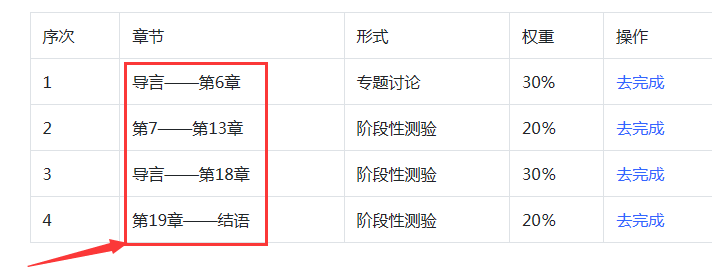 序次 章节 形式 权重 操作
1 导言——第6章 专题讨论 30% 去完成
2 第7——第13章 阶段性测验 20% 去完成
3 导言——第18章 阶段性测验 30% 去完成
4 第19章——结语 阶段性测验 20% 去完成